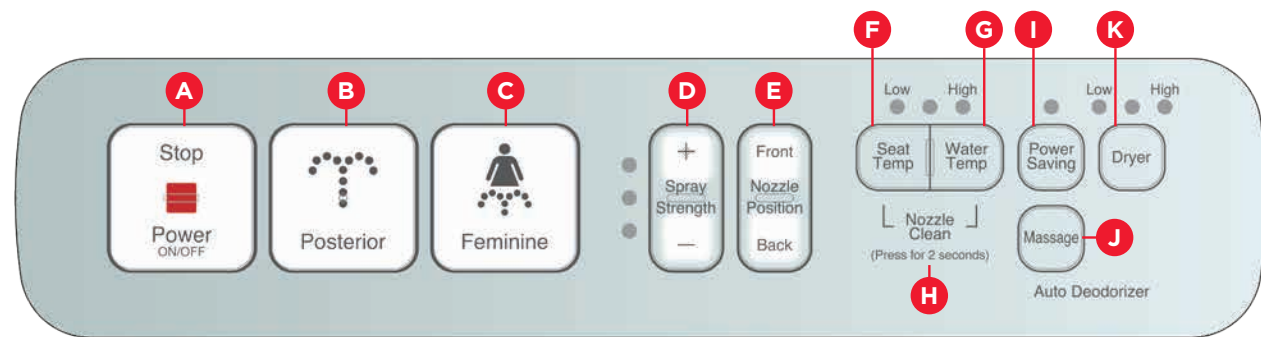 A
B
C
D
E
F
G
I
K
Low
High
Low
High
Stop
Power
ON/OFF
Posterior
Feminine
+
Spray
Strength
−
Front
Nozzle
Position
Back
Seat
Temp
Water
Temp
Power
Saving
Dryer
Nozzle
Clean
(Press for 2 seconds)
H
Massage
J
Auto Deodorizer